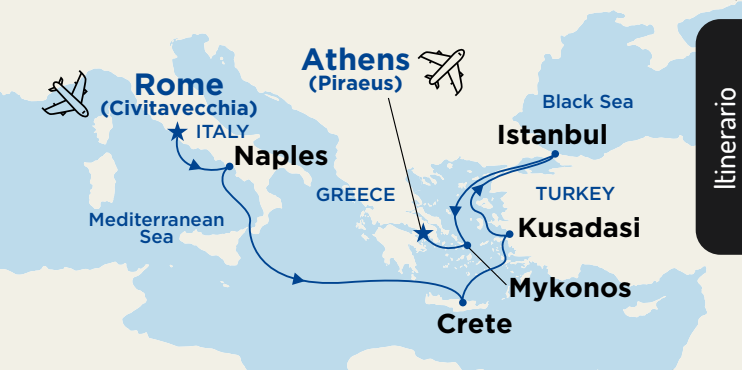 Athens
(Piraeus)
Rome
(Civitavecchia)
ITALY
Naples
Black Sea
Istanbul
GREECE
TURKEY
Mediterranean
Sea
Kusadasi
Mykonos
Crete
Itinerario